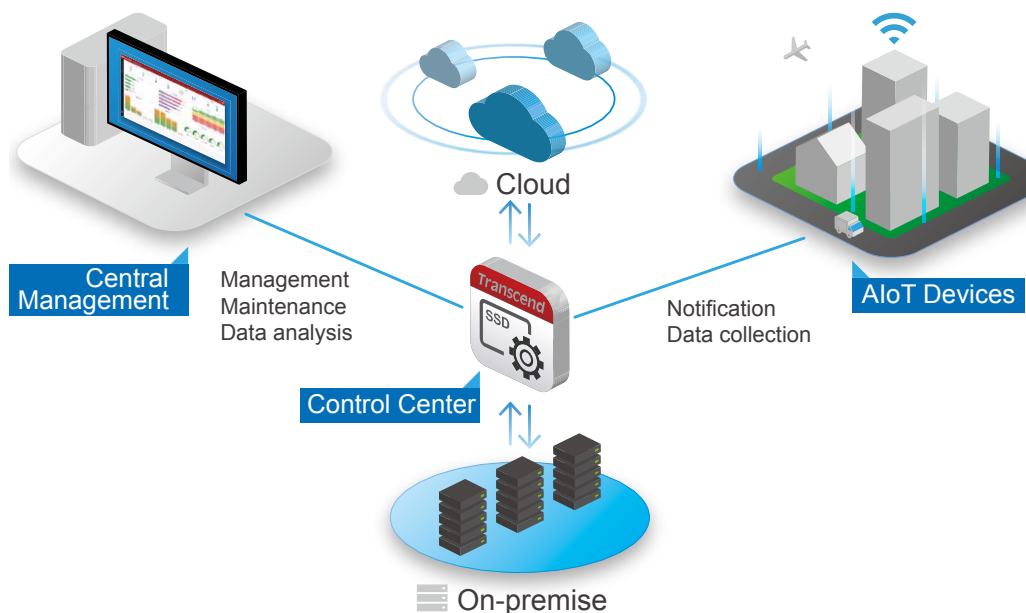 Cloud
Central
Management
Management
Maintenance
Data analysis
Transcend
SSD
Notification
Data collection
AIoT Devices
Control Center
On-premise